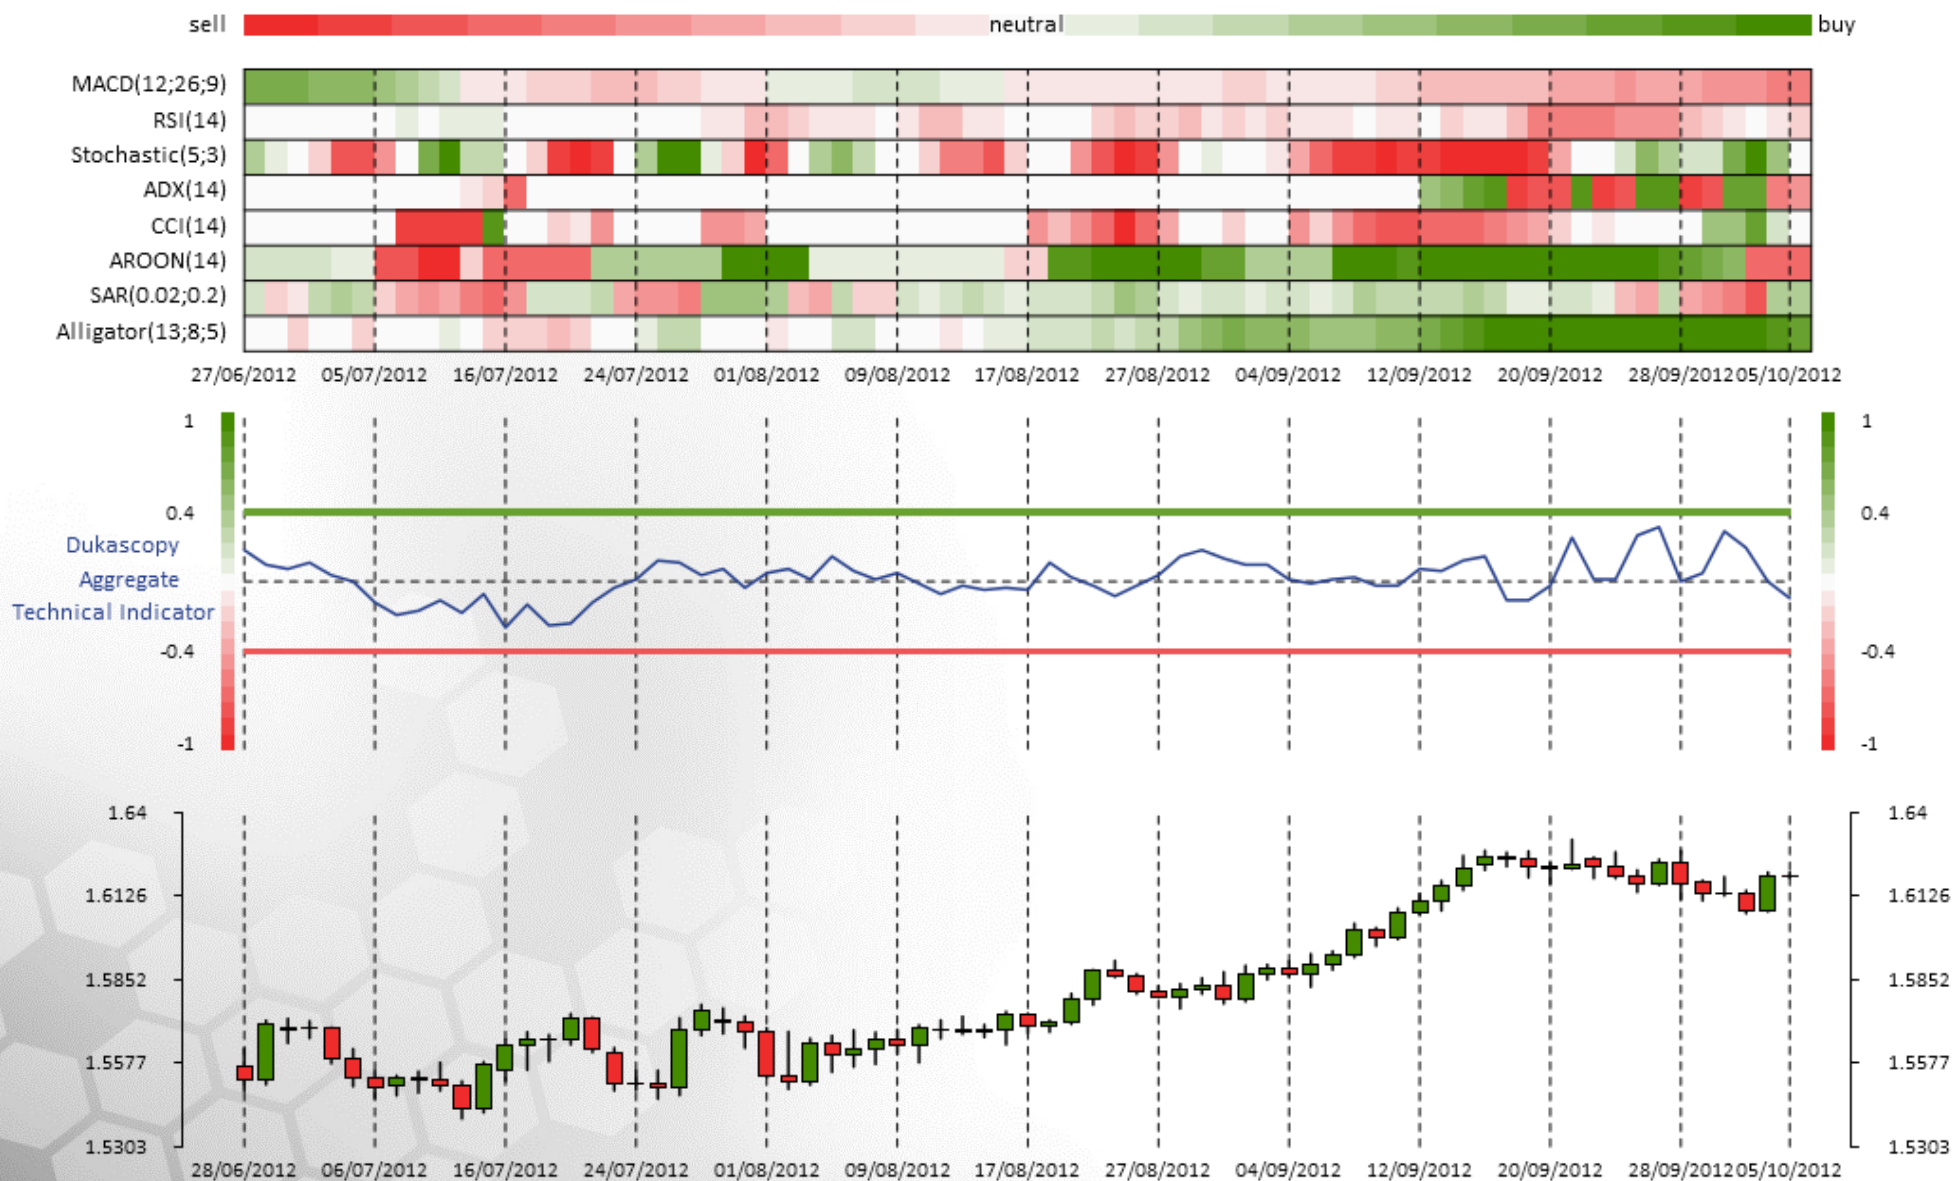 sell neutral buy
MACD(12;26;9)
RSI(14)
Stochastic(5;3)
ADX(14)
CCI(14)
AROON(14)
SAR(0.02;0.2)
Alligator(13;8;5)
27/06/2012 05/07/2012 16/07/2012 24/07/2012 01/08/2012 09/08/2012 17/08/2012 27/08/2012 04/09/2012 12/09/2012 20/09/2012 28/09/2012 05/10/2012
1 1
0.4 0.4
Dukascopy
Aggregate
Technical Indicator
-0.4 -0.4
-1 -1
1.64 1.64
1.6126 1.6126
1.5852 1.5852
1.5577 1.5577
1.5303 1.5303
28/06/2012 06/07/2012 16/07/2012 24/07/2012 01/08/2012 09/08/2012 17/08/2012 27/08/2012 04/09/2012 12/09/2012 20/09/2012 28/09/2012 05/10/2012